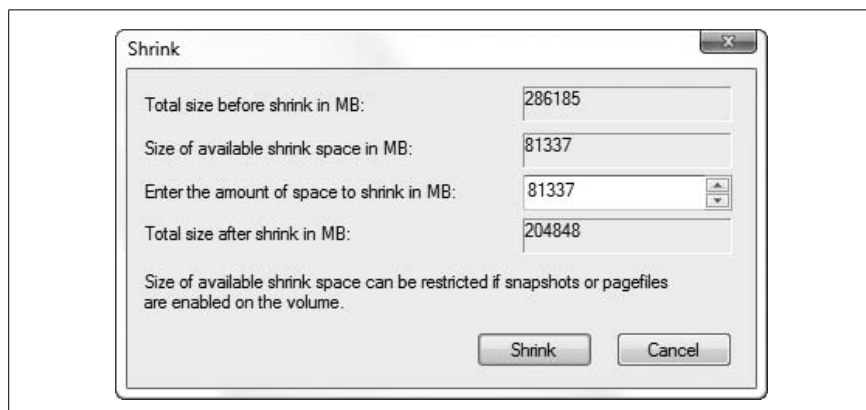 Shrink
Total size before shrink in MB: 286185
Size of available shrink space in MB: 81337
Enter the amount of space to shrink in MB: 81337
Total size after shrink in MB: 204848
Size of available shrink space can be restricted if snapshots or pagefiles
are enabled on the volume.
Shrink Cancel